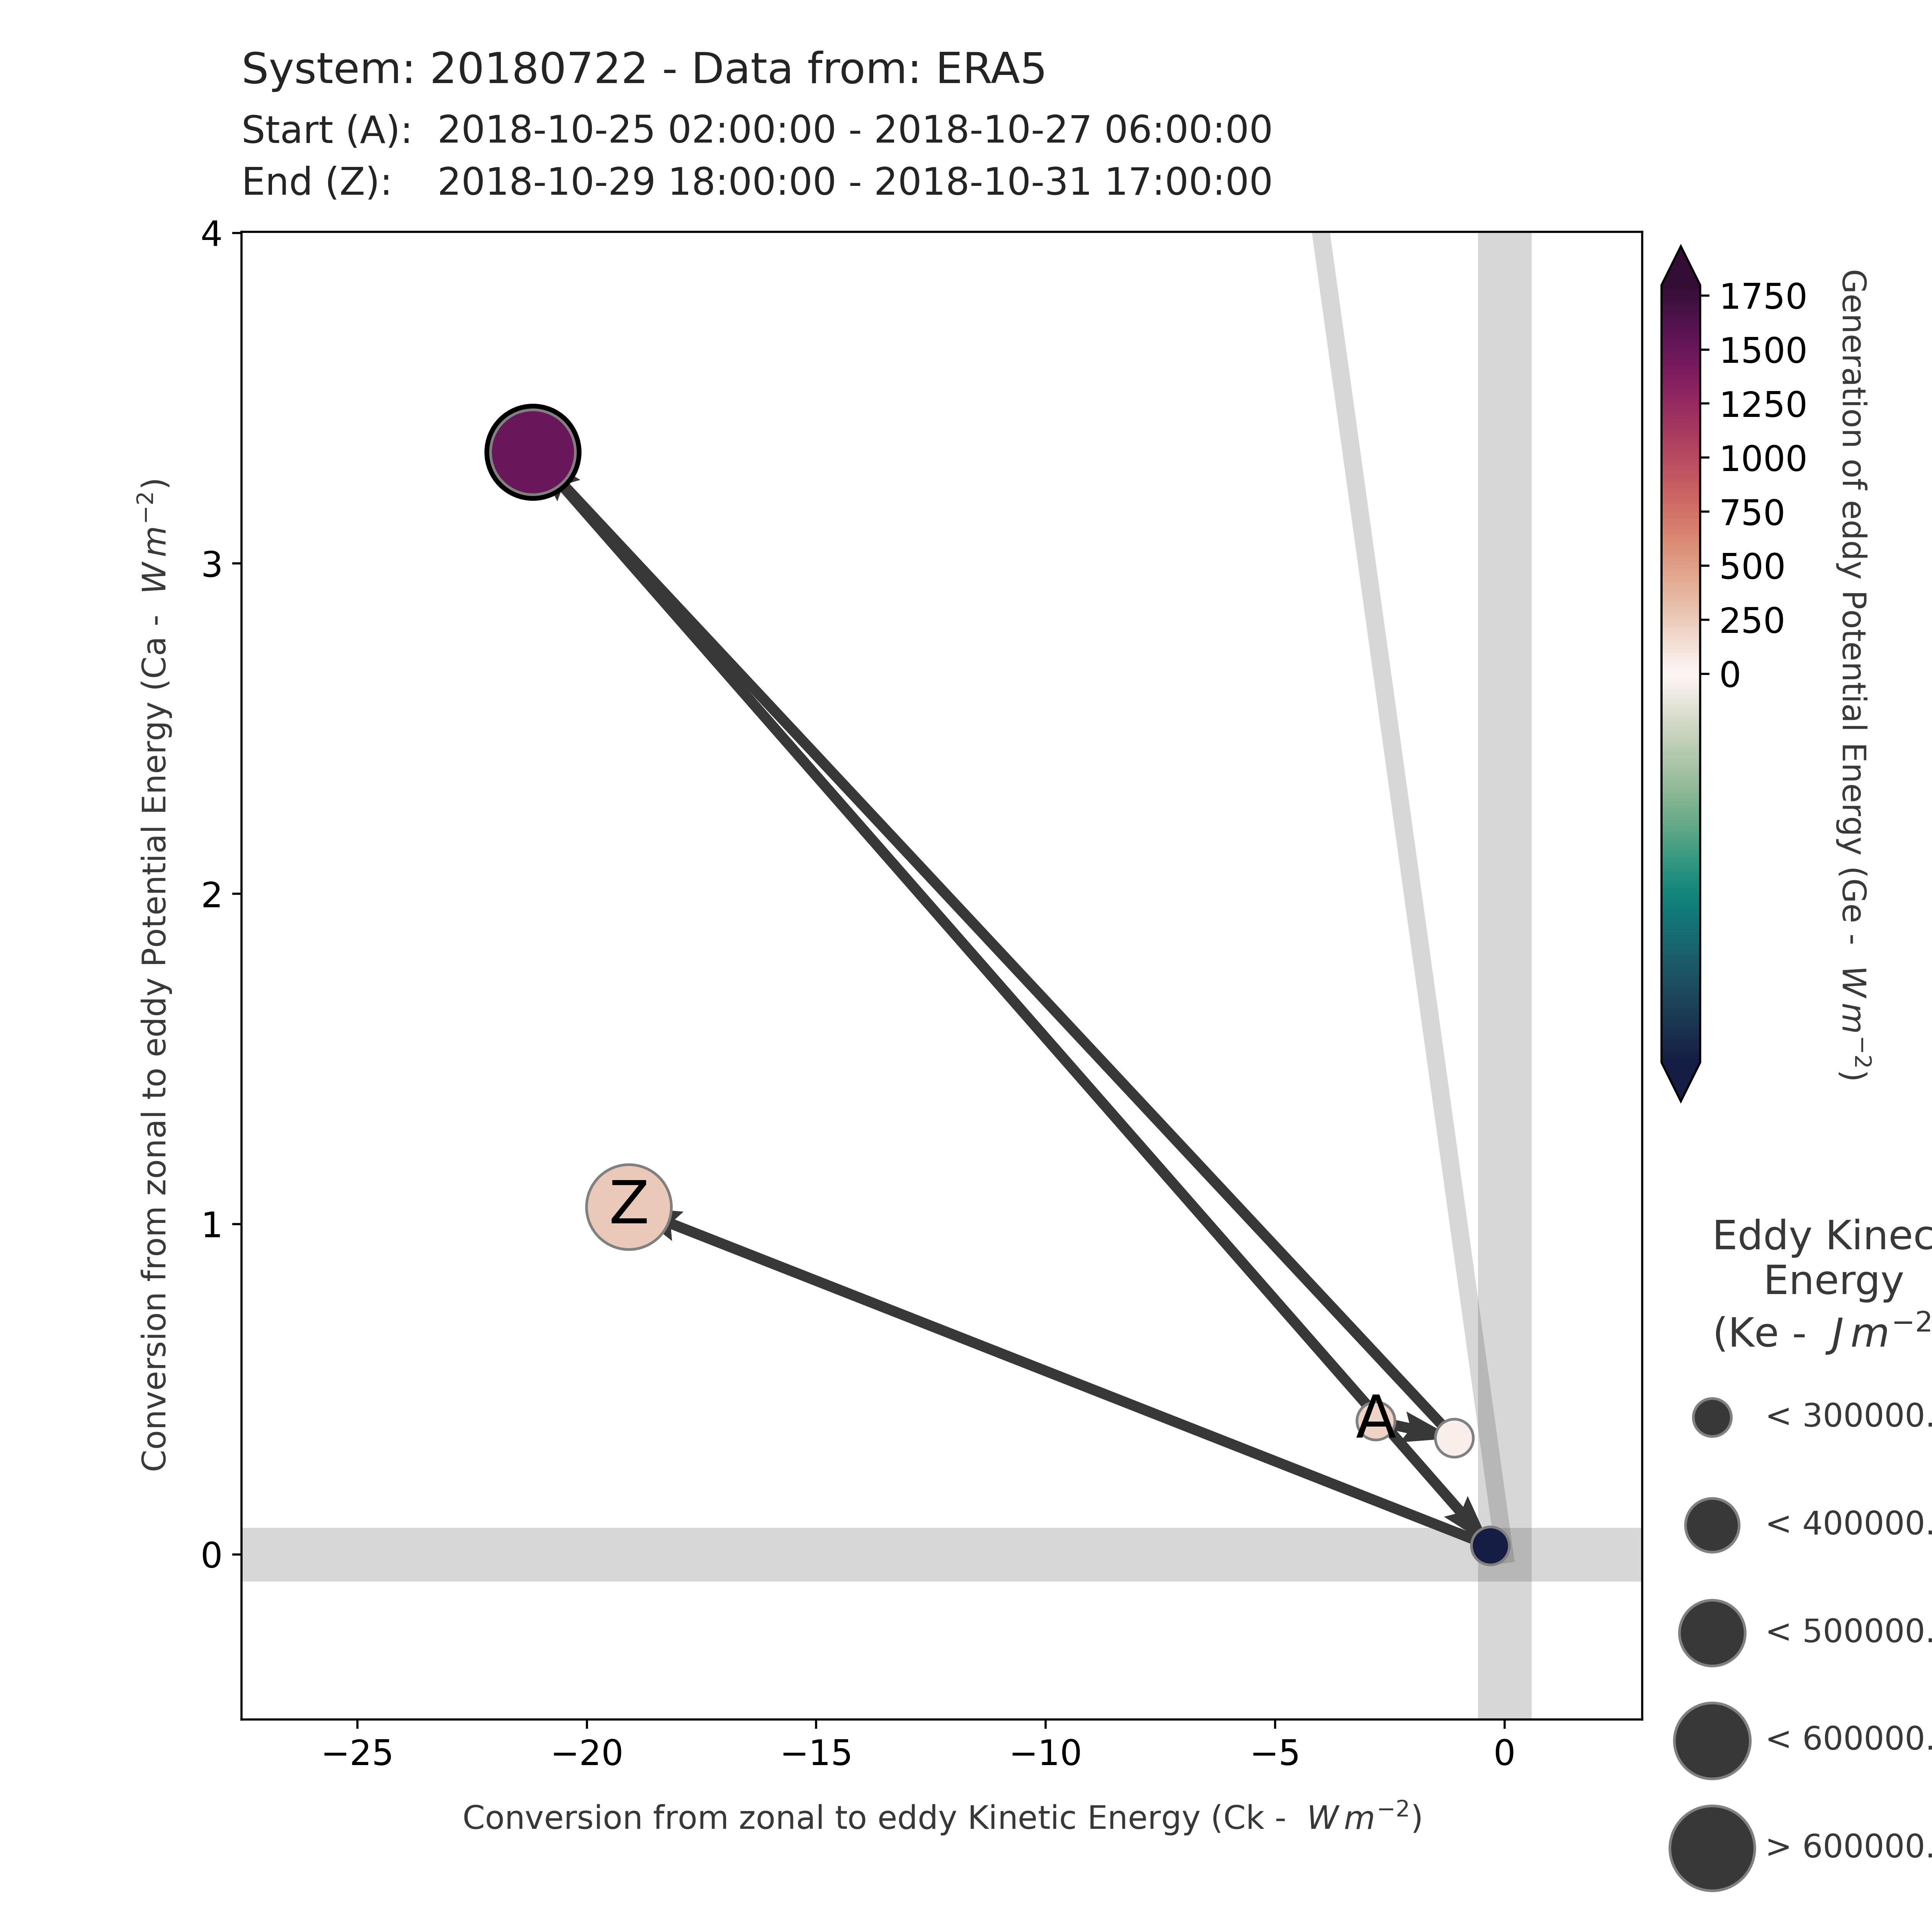 System: 20180722 - Data from: ERA5
Start (A): 2018-10-25 02:00:00 - 2018-10-27 06:00:00
End (Z): 2018-10-29 18:00:00 - 2018-10-31 17:00:00
Conversion from zonal to eddy Potential Energy (Ca - W m⁻²)
4
3
2
1
0
Z
A
−25
−20
−15
−10
−5
0
Conversion from zonal to eddy Kinetic Energy (Ck - W m⁻²)
1750
1500
1250
1000
750
500
250
0
Generation of eddy Potential Energy (Ge - W m⁻²)
Eddy Kinec
Energy
(Ke - J m⁻²
< 300000.
< 400000.
< 500000.
< 600000.
> 600000.